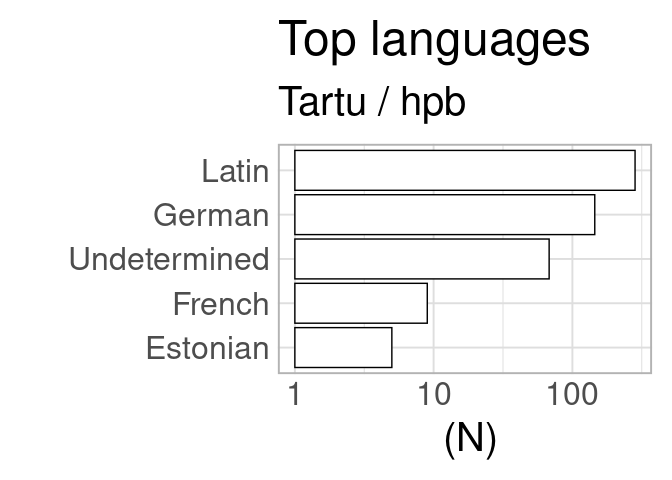 Top languages
Tartu / hpb
Latin
German
Undetermined
French
Estonian
1 10 100
(N)